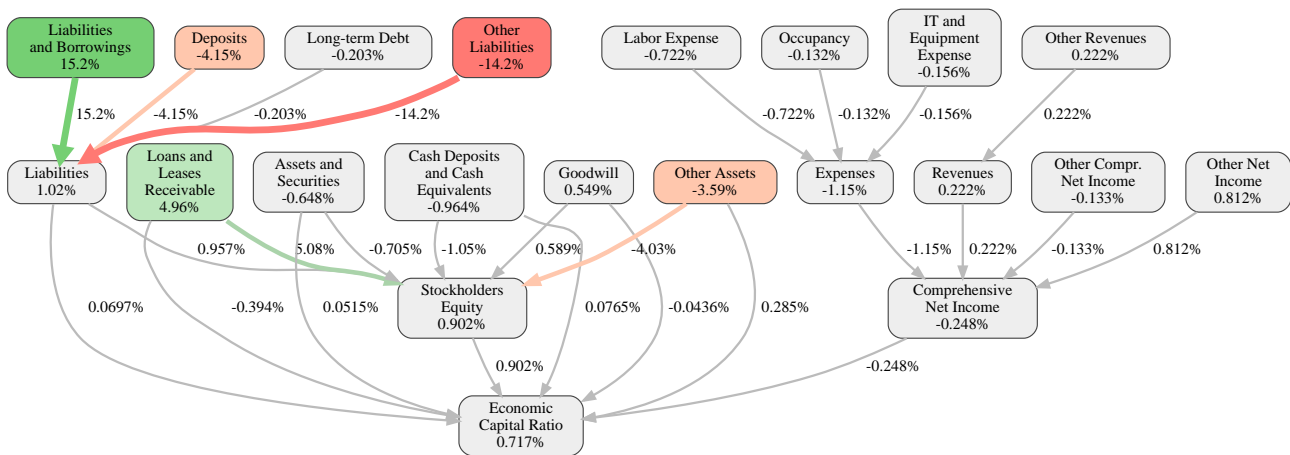 Liabilities
and Borrowings
15.2%
Deposits
-4.15%
Long-term Debt
-0.203%
Other
Liabilities
-14.2%
Labor Expense
-0.722%
Occupancy
-0.132%
IT and
Equipment
Expense
-0.156%
Other Revenues
0.222%
15.2%
-4.15%
-0.203%
-14.2%
-0.722%
-0.132%
-0.156%
0.222%
Liabilities
1.02%
Loans and
Leases
Receivable
4.96%
Assets and
Securities
-0.648%
Cash Deposits
and Cash
Equivalents
-0.964%
Goodwill
0.549%
Other Assets
-3.59%
Expenses
-1.15%
Revenues
0.222%
Other Compr.
Net Income
-0.133%
Other Net
Income
0.812%
0.957%
5.08%
-0.705%
-1.05%
0.589%
-4.03%
-1.15%
0.222%
-0.133%
0.812%
0.0697%
-0.394%
0.0515%
Stockholders
Equity
0.902%
0.0765%
-0.0436%
0.285%
Comprehensive
Net Income
-0.248%
0.902%
-0.248%
Economic
Capital Ratio
0.717%